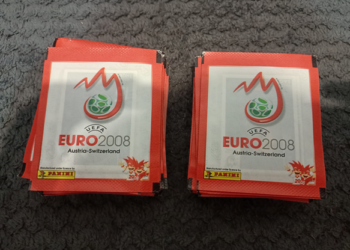 UEFA
EURO2008
Austria-Switzerland
PANINI
UEFA
EURO2008
Austria-Switzerland
PANINI